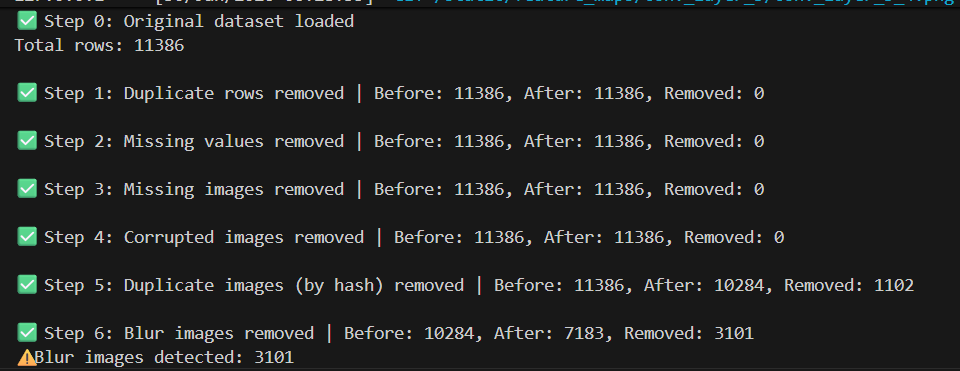 ✅ Step 0: Original dataset loaded
Total rows: 11386
✅ Step 1: Duplicate rows removed | Before: 11386, After: 11386, Removed: 0
✅ Step 2: Missing values removed | Before: 11386, After: 11386, Removed: 0
✅ Step 3: Missing images removed | Before: 11386, After: 11386, Removed: 0
✅ Step 4: Corrupted images removed | Before: 11386, After: 11386, Removed: 0
✅ Step 5: Duplicate images (by hash) removed | Before: 11386, After: 10284, Removed: 1102
✅ Step 6: Blur images removed | Before: 10284, After: 7183, Removed: 3101
⚠️Blur images detected: 3101